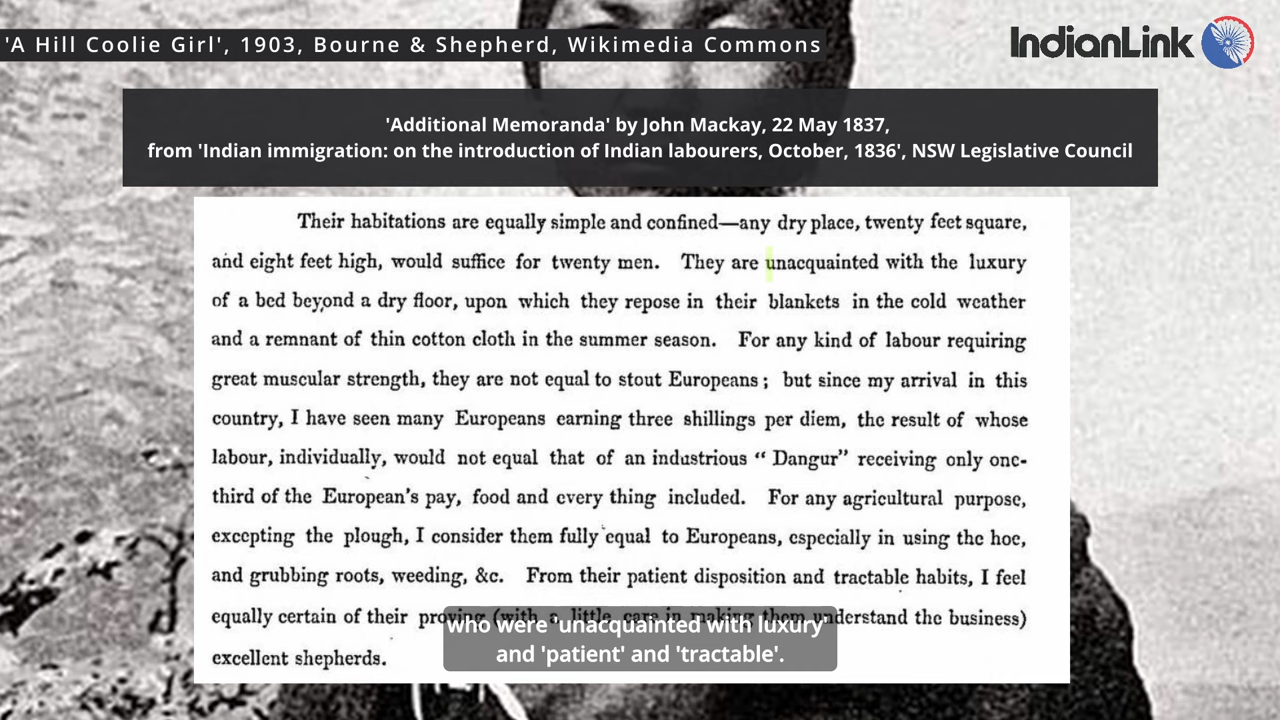 'A Hill Coolie Girl', 1903, Bourne & Shepherd, Wikimedia Commons
IndianLink
'Additional Memoranda' by John Mackay, 22 May 1837,
from 'Indian immigration: on the introduction of Indian labourers, October, 1836', NSW Legislative Council
Their habitations are equally simple and confined—any dry place, twenty feet square,
and eight feet high, would suffice for twenty men. They are unacquainted with the luxury
of a bed beyond a dry floor, upon which they repose in their blankets in the cold weather
and a remnant of thin cotton cloth in the summer season. For any kind of labour requiring
great muscular strength, they are not equal to stout Europeans; but since my arrival in this
country, I have seen many Europeans earning three shillings per diem, the result of whose
labour, individually, would not equal that of an industrious "Dangur" receiving only one-
third of the European's pay, food and every thing included. For any agricultural purpose,
excepting the plough, I consider them fully equal to Europeans, especially in using the hoe,
and grubbing roots, weeding, &c. From their patient disposition and tractable habits, I feel
equally certain of their proving (with a little care in making them understand the business)
excellent shepherds.
who were 'unacquainted with luxury'
and 'patient' and 'tractable'.